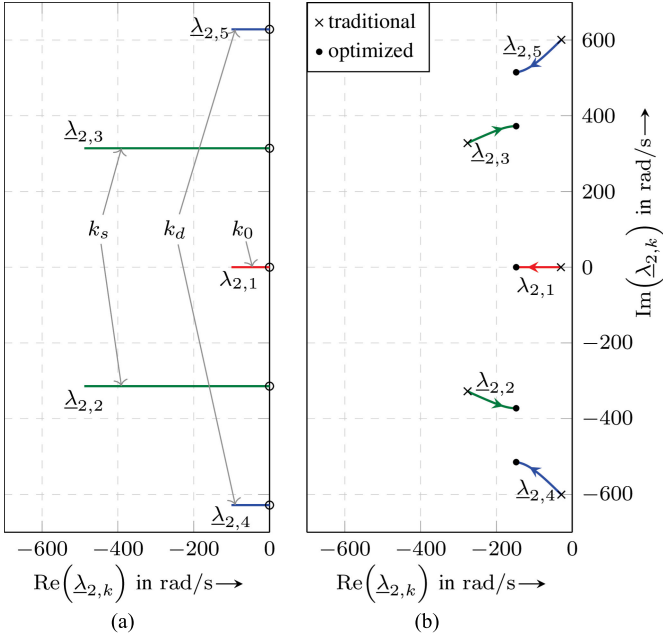 λ2,5
λ2,3
ks
kd
k0
λ2,1
λ2,2
λ2,4
−600
−400
−200
0
Re(λ2,k) in rad/s→
(a)
× traditional
• optimized
λ2,5
λ2,3
λ2,1
λ2,2
λ2,4
600
400
200
0
−200
−400
−600
Im(λ2,k) in rad/s→
−600
−400
−200
0
Re(λ2,k) in rad/s→
(b)